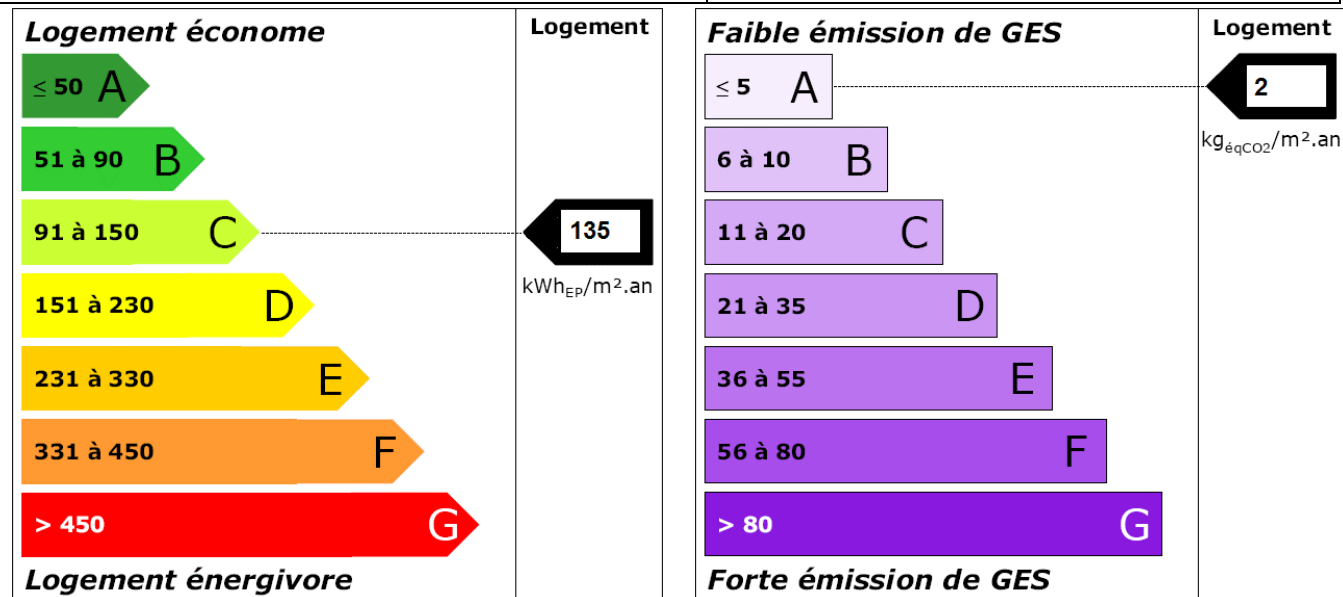 Logement économe
Logement
≤ 50 A
51 à 90 B
91 à 150 C
135
kWhEP/m².an
151 à 230 D
231 à 330 E
331 à 450 F
> 450 G
Logement énergivore
Faible émission de GES
Logement
≤ 5 A
2
kgéqCO2/m².an
6 à 10 B
11 à 20 C
21 à 35 D
36 à 55 E
56 à 80 F
> 80 G
Forte émission de GES